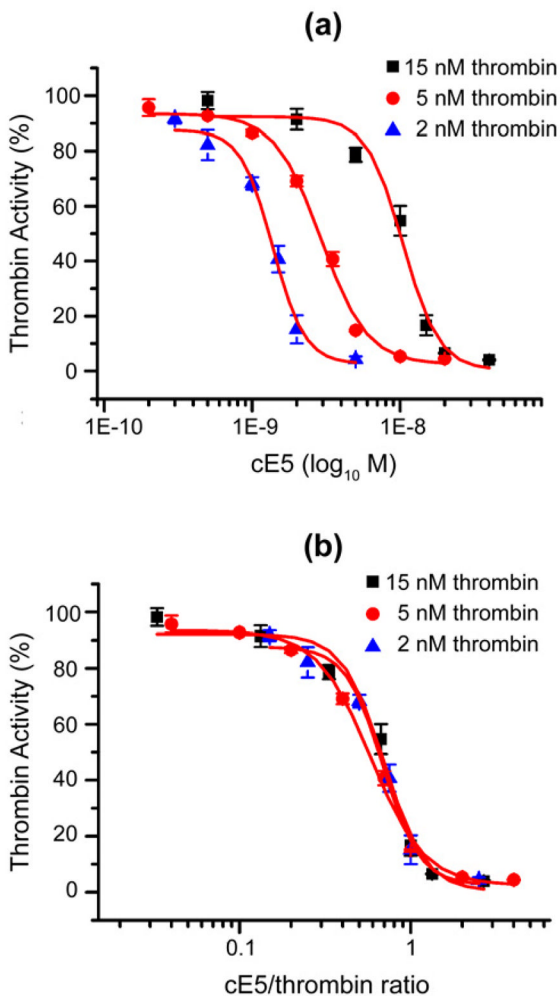 (a)
15 nM thrombin
5 nM thrombin
2 nM thrombin
Thrombin Activity (%)
100
80
60
40
20
0
1E-10
1E-9
1E-8
cE5 (log10 M)
(b)
15 nM thrombin
5 nM thrombin
2 nM thrombin
Thrombin Activity (%)
100
80
60
40
20
0
0.1
1
cE5/thrombin ratio